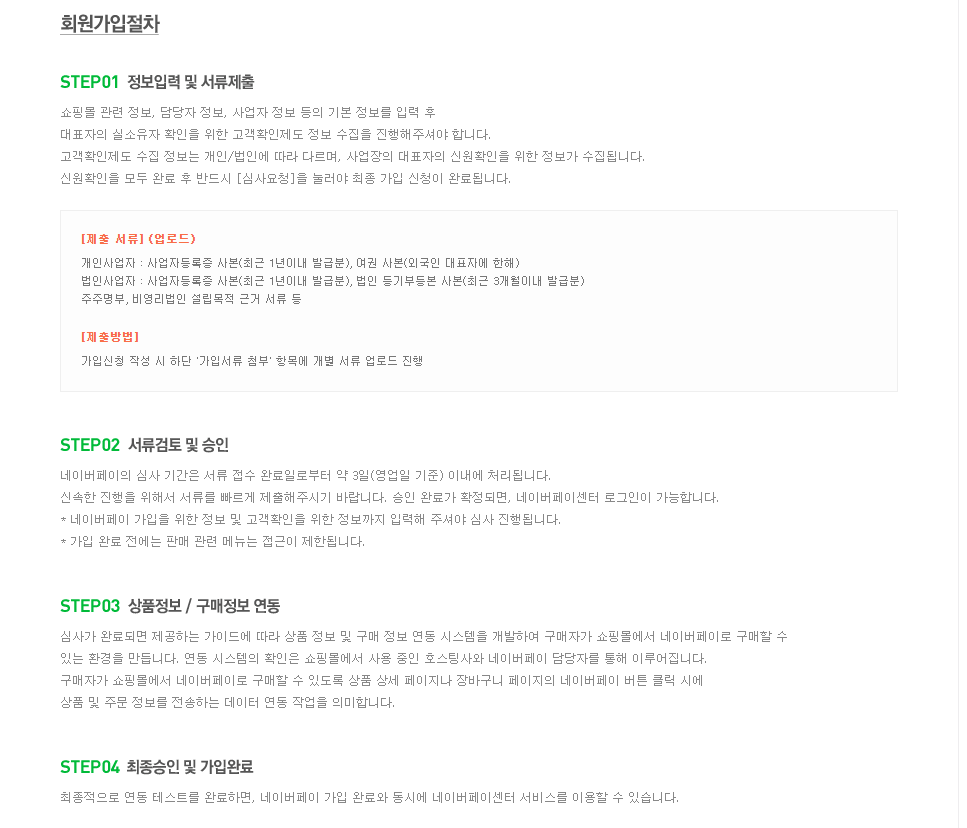 회원가입절차
STEP01 정보입력 및 서류제출
쇼핑몰 관련 정보, 담당자 정보, 사업자 정보 등의 기본 정보를 입력 후
대표자의 실소유자 확인을 위한 고객확인제도 정보 수집을 진행해주셔야 합니다.
고객확인제도 수집 정보는 개인/법인에 따라 다르며, 사업장의 대표자의 신원확인을 위한 정보가 수집됩니다.
신원확인을 모두 완료 후 반드시 [심사요청]을 눌러야 최종 가입 신청이 완료됩니다.
[제출 서류] (업로드)
개인사업자 : 사업자등록증 사본(최근 1년이내 발급분), 여권 사본(외국인 대표자에 한해)
법인사업자 : 사업자등록증 사본(최근 1년이내 발급분), 법인 등기부등본 사본(최근 3개월이내 발급분)
주주명부, 비영리법인 설립목적 근거 서류 등
[제출방법]
가입신청 작성 시 하단 '가입서류 첨부' 항목에 개별 서류 업로드 진행
STEP02 서류검토 및 승인
네이버페이의 심사 기간은 서류 접수 완료일로부터 약 3일(영업일 기준) 이내에 처리됩니다.
신속한 진행을 위해서 서류를 빠르게 제출해주시기 바랍니다. 승인 완료가 확정되면, 네이버페이센터 로그인이 가능합니다.
* 네이버페이 가입을 위한 정보 및 고객확인을 위한 정보까지 입력해 주셔야 심사 진행됩니다.
* 가입 완료 전에는 판매 관련 메뉴는 접근이 제한됩니다.
STEP03 상품정보 / 구매정보 연동
심사가 완료되면 제공하는 가이드에 따라 상품 정보 및 구매 정보 연동 시스템을 개발하여 구매자가 쇼핑몰에서 네이버페이로 구매할 수
있는 환경을 만듭니다. 연동 시스템의 확인은 쇼핑몰에서 사용 중인 호스팅사와 네이버페이 담당자를 통해 이루어집니다.
구매자가 쇼핑몰에서 네이버페이로 구매할 수 있도록 상품 상세 페이지나 장바구니 페이지의 네이버페이 버튼 클릭 시에
상품 및 주문 정보를 전송하는 데이터 연동 작업을 의미합니다.
STEP04 최종승인 및 가입완료
최종적으로 연동 테스트를 완료하면, 네이버페이 가입 완료와 동시에 네이버페이센터 서비스를 이용할 수 있습니다.